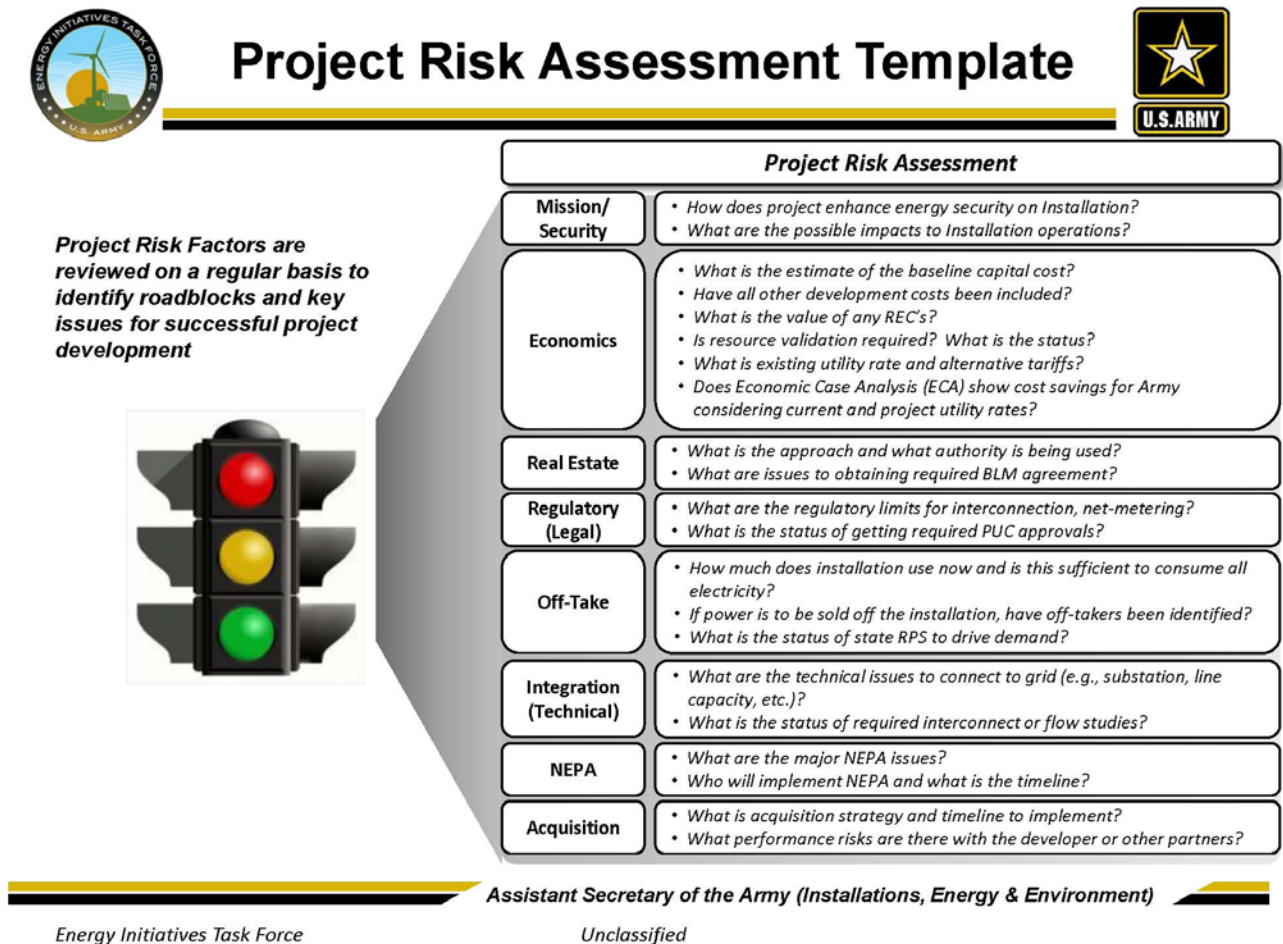 ENERGY INITIATIVES TASK FORCE
U.S. ARMY
Project Risk Assessment Template
U.S.ARMY
Project Risk Factors are
reviewed on a regular basis to
identify roadblocks and key
issues for successful project
development
Project Risk Assessment
Mission/
Security
• How does project enhance energy security on Installation?
• What are the possible impacts to Installation operations?
Economics
• What is the estimate of the baseline capital cost?
• Have all other development costs been included?
• What is the value of any REC's?
• Is resource validation required? What is the status?
• What is existing utility rate and alternative tariffs?
• Does Economic Case Analysis (ECA) show cost savings for Army
considering current and project utility rates?
Real Estate
• What is the approach and what authority is being used?
• What are issues to obtaining required BLM agreement?
Regulatory
(Legal)
• What are the regulatory limits for interconnection, net-metering?
• What is the status of getting required PUC approvals?
Off-Take
• How much does installation use now and is this sufficient to consume all
electricity?
• If power is to be sold off the installation, have off-takers been identified?
• What is the status of state RPS to drive demand?
Integration
(Technical)
• What are the technical issues to connect to grid (e.g., substation, line
capacity, etc.)?
• What is the status of required interconnect or flow studies?
NEPA
• What are the major NEPA issues?
• Who will implement NEPA and what is the timeline?
Acquisition
• What is acquisition strategy and timeline to implement?
• What performance risks are there with the developer or other partners?
Assistant Secretary of the Army (Installations, Energy & Environment)
Energy Initiatives Task Force
Unclassified